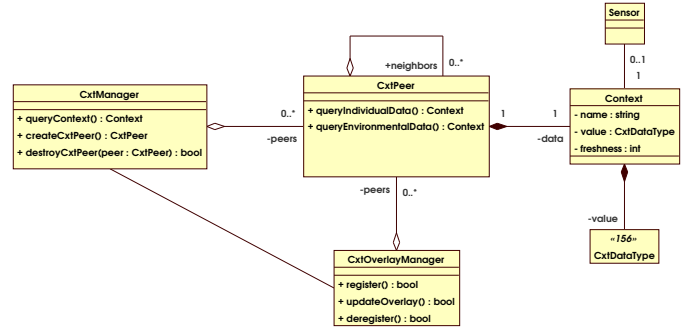 Sensor
+neighbors
0..*
0..1
1
CxtManager
+ queryContext() : Context
+ createCxtPeer() : CxtPeer
+ destroyCxtPeer(peer : CxtPeer) : bool
0..*
-peers
CxtPeer
+ queryIndividualData() : Context
+ queryEnvironmentalData() : Context
1
1
-data
Context
- name : string
- value : CxtDataType
- freshness : int
-peers
0..*
-value
«156»
CxtDataType
CxtOverlayManager
+ register() : bool
+ updateOverlay() : bool
+ deregister() : bool